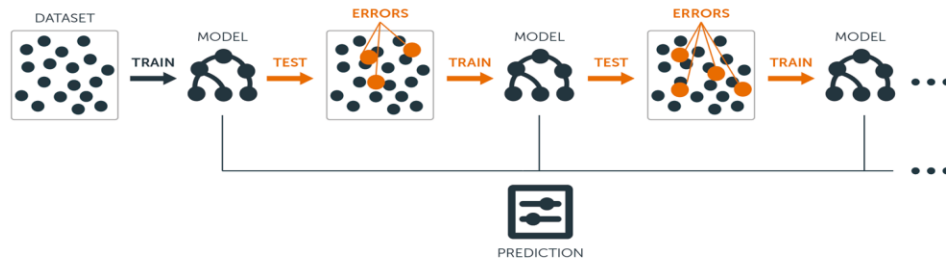 DATASET
MODEL
ERRORS
MODEL
ERRORS
MODEL
TRAIN
TEST
TRAIN
TEST
TRAIN
PREDICTION